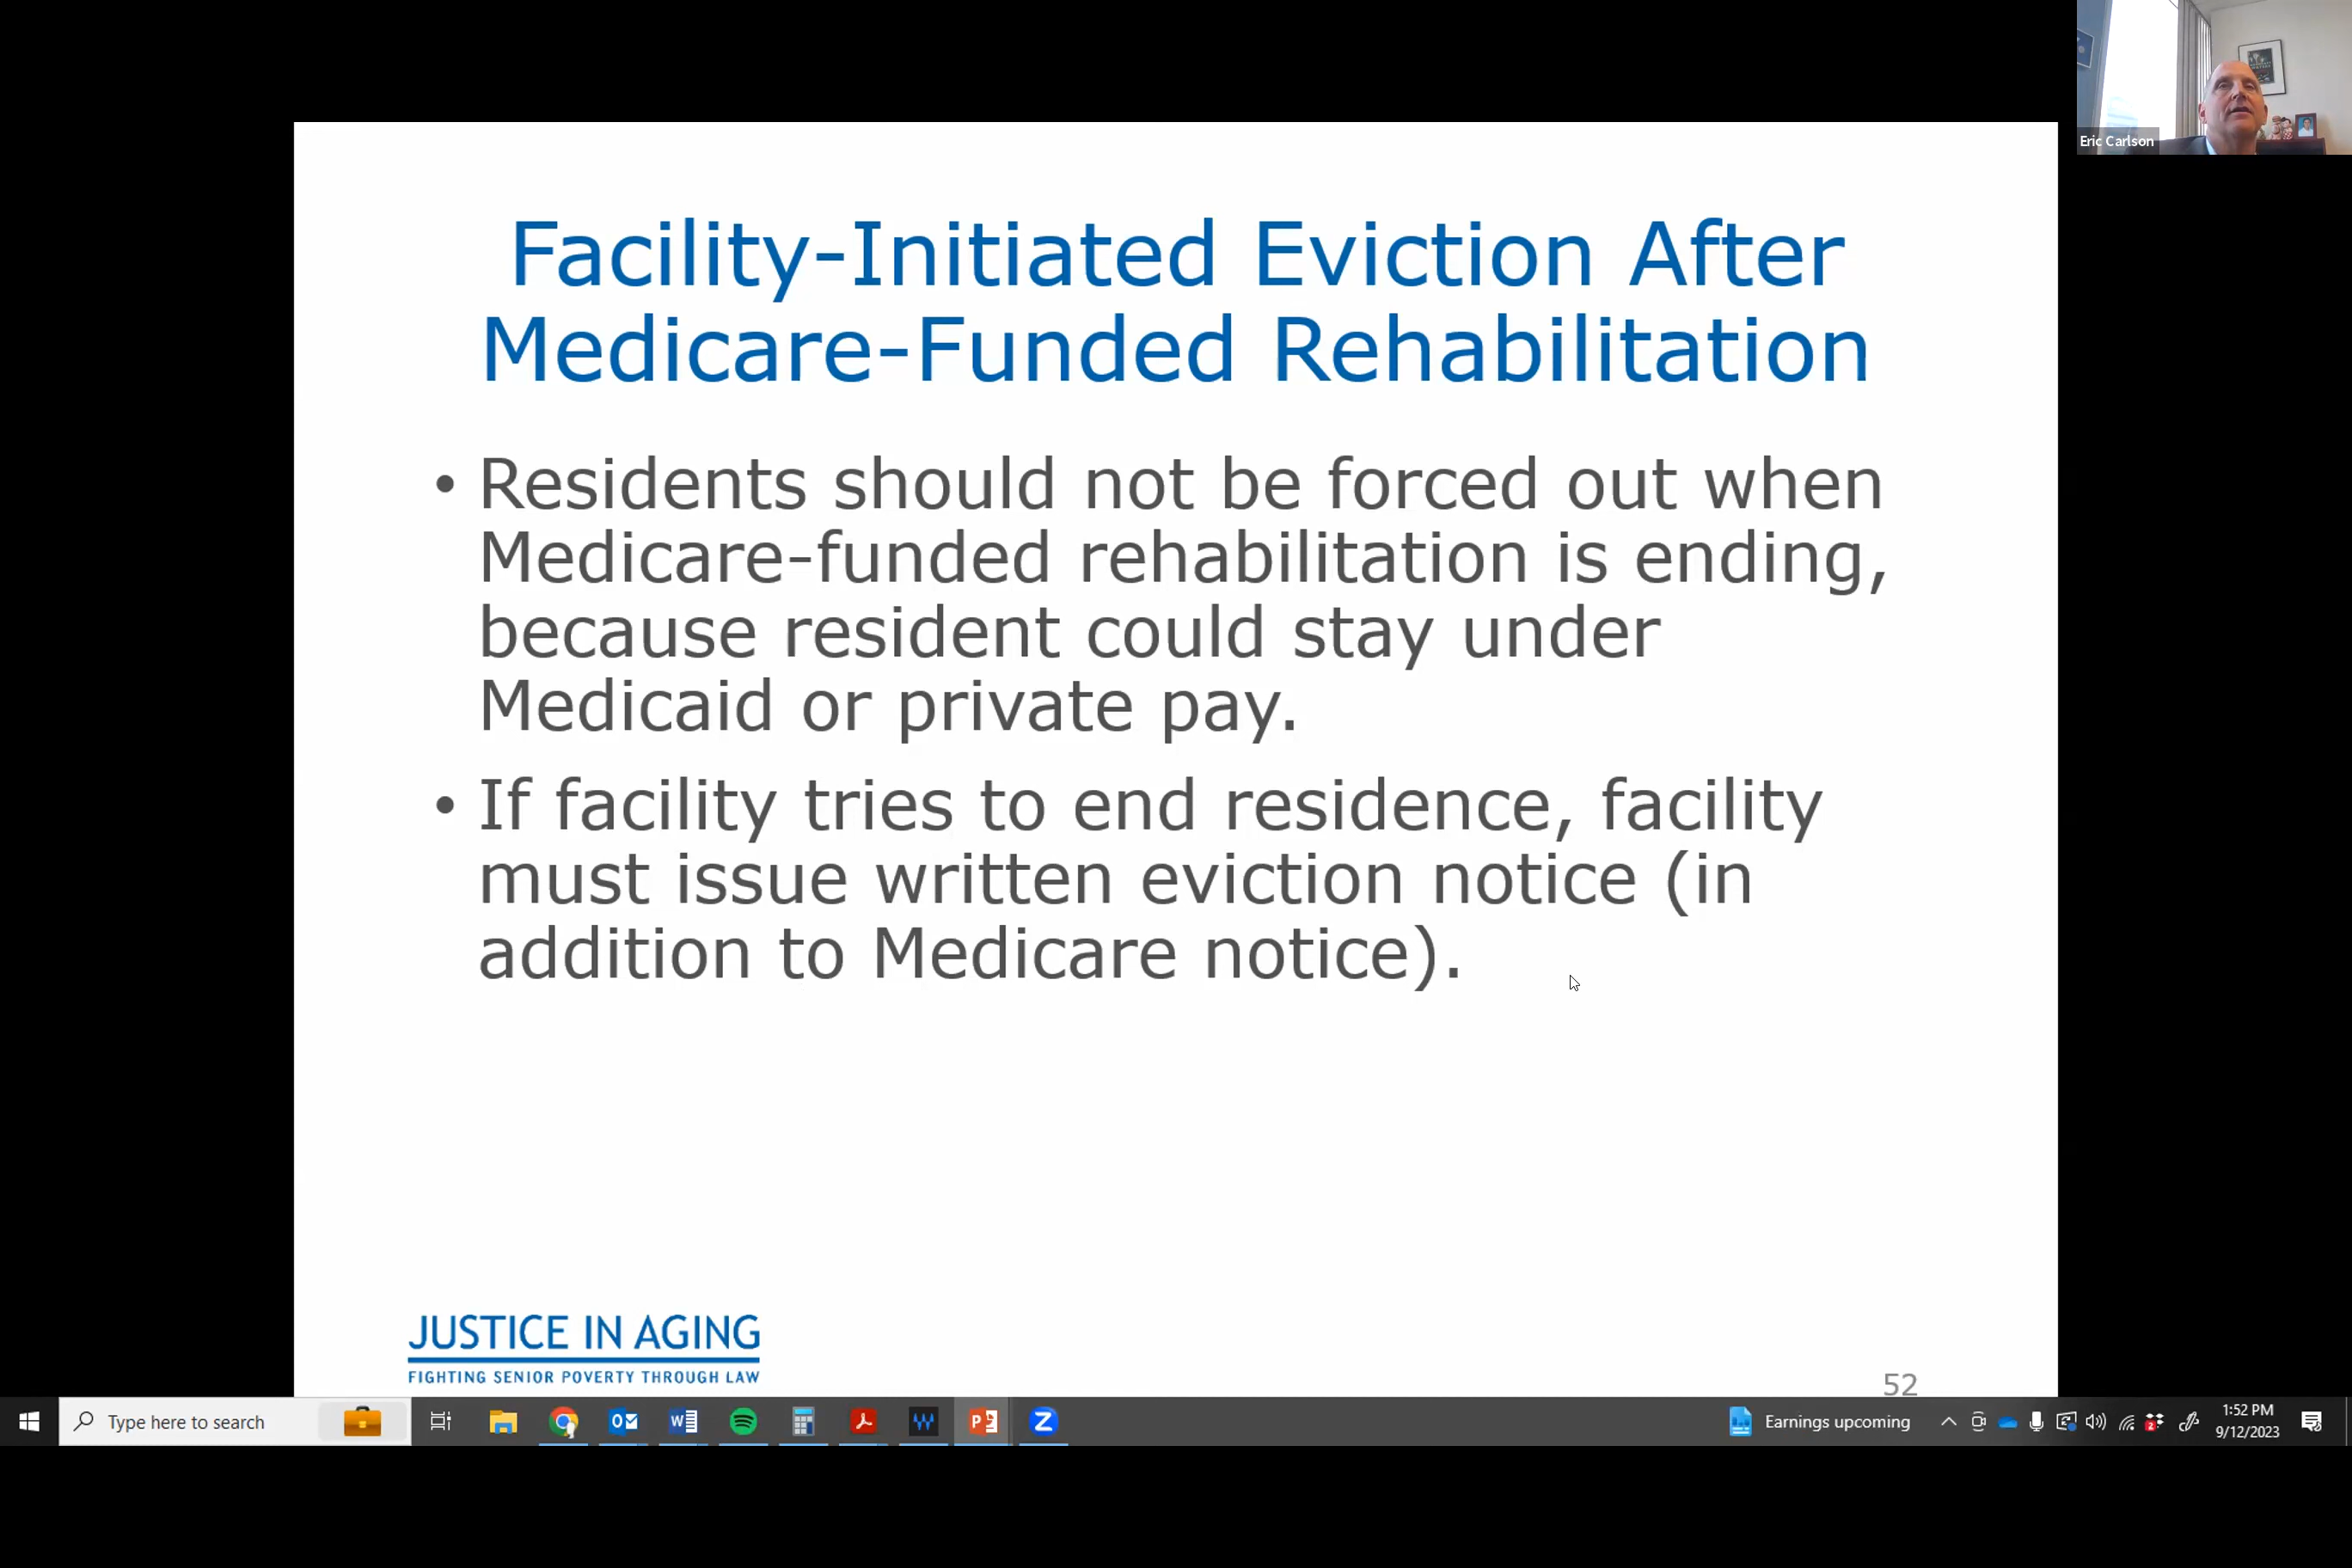 Eric Carlson
Facility-Initiated Eviction After
Medicare-Funded Rehabilitation
• Residents should not be forced out when
Medicare-funded rehabilitation is ending,
because resident could stay under
Medicaid or private pay.
• If facility tries to end residence, facility
must issue written eviction notice (in
addition to Medicare notice).
JUSTICE IN AGING
FIGHTING SENIOR POVERTY THROUGH LAW
52
Type here to search
Earnings upcoming
1:52 PM
9/12/2023